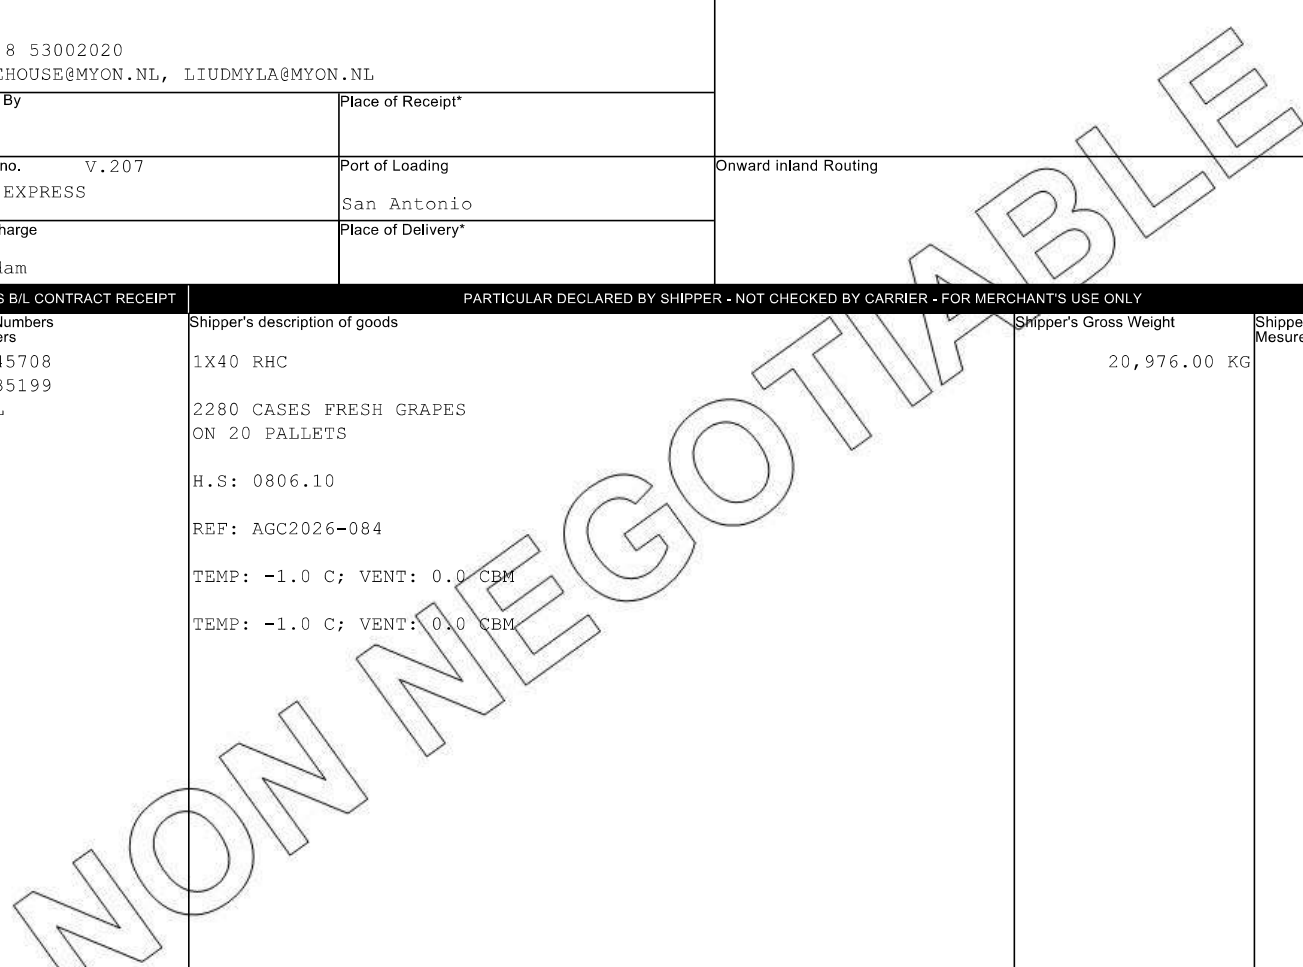 8 53002020
EHOUSE@MYON.NL, LIUDMYLA@MYON.NL
By
Place of Receipt*
no. V.207
Port of Loading
Onward inland Routing
EXPRESS
San Antonio
harge
Place of Delivery*
dam
S B/L CONTRACT RECEIPT
PARTICULAR DECLARED BY SHIPPER - NOT CHECKED BY CARRIER - FOR MERCHANT'S USE ONLY
Numbers
ers
Shipper's description of goods
Shipper's Gross Weight
Shippe
Mesure
45708
1X40 RHC
20,976.00 KG
35199
L
2280 CASES FRESH GRAPES
ON 20 PALLETS
H.S: 0806.10
REF: AGC2026-084
TEMP: -1.0 C; VENT: 0.0 CBM
TEMP: -1.0 C; VENT: 0.0 CBM
NON NEGOTIABLE